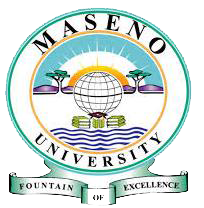 MASENO
UNIVERSITY
FOUNTAIN OF EXCELLENCE